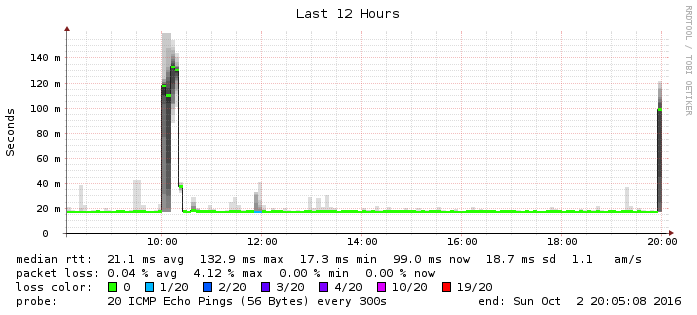 Last 12 Hours
RRDTOOL / TOBI OETIKER
Seconds
140 m
120 m
100 m
80 m
60 m
40 m
20 m
0
10:00 12:00 14:00 16:00 18:00 20:00
median rtt: 21.1 ms avg 132.9 ms max 17.3 ms min 99.0 ms now 18.7 ms sd 1.1 am/s
packet loss: 0.04 % avg 4.12 % max 0.00 % min 0.00 % now
loss color: 0 1/20 2/20 3/20 4/20 10/20 19/20
probe: 20 ICMP Echo Pings (56 Bytes) every 300s end: Sun Oct 2 20:05:08 2016